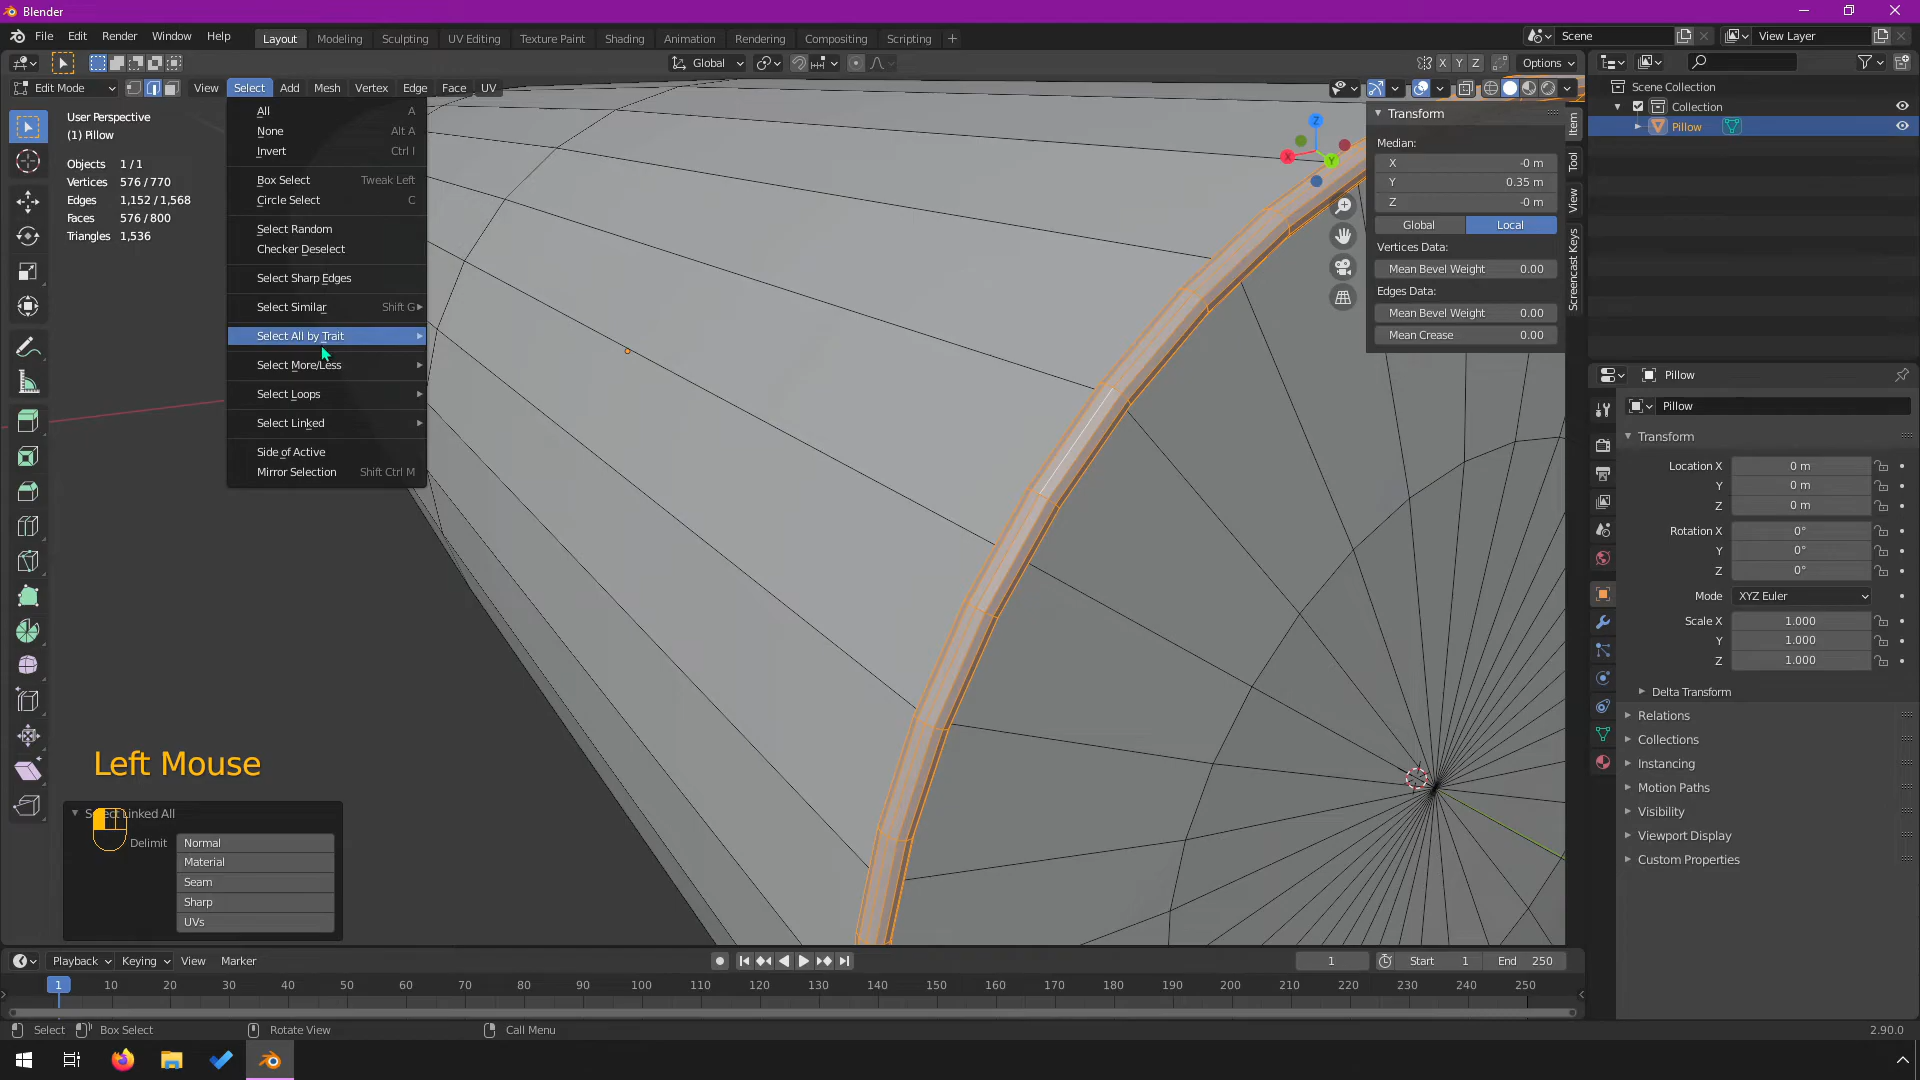 Blender
File Edit Render Window Help
Layout Modeling Sculpting UV Editing Texture Paint Shading Animation Rendering Compositing Scripting +
Scene
View Layer
Global
X Y Z
Options
Edit Mode
View Select Add Mesh Vertex Edge Face UV
User Perspective
(1) Pillow
Objects 1 / 1
Vertices 576 / 770
Edges 1,152 / 1,568
Faces 576 / 800
Triangles 1,536
All A
None Alt A
Invert Ctrl I
Box Select Tweak Left
Circle Select C
Select Random
Checker Deselect
Select Sharp Edges
Select Similar Shift G
Select All by Trait
Select More/Less
Select Loops
Select Linked
Side of Active
Mirror Selection Shift Ctrl M
Z
X
Y
Transform
Median:
X -0 m
Y 0.35 m
Z -0 m
Global Local
Vertices Data:
Mean Bevel Weight 0.00
Edges Data:
Mean Bevel Weight 0.00
Mean Crease 0.00
Item
Tool
View
Screencast Keys
Scene Collection
Collection
Pillow
Pillow
Pillow
Transform
Location X 0 m
Y 0 m
Z 0 m
Rotation X 0°
Y 0°
Z 0°
Mode XYZ Euler
Scale X 1.000
Y 1.000
Z 1.000
Delta Transform
Relations
Collections
Instancing
Motion Paths
Visibility
Viewport Display
Custom Properties
Left Mouse
Linked All
Delimit Normal
Material
Seam
Sharp
UVs
Playback Keying View Marker
1
Start 1
End 250
1 10 20 30 40 50 60 70 80 90 100 110 120 130 140 150 160 170 180 190 200 210 220 230 240 250
Select Box Select Rotate View Call Menu
2.90.0